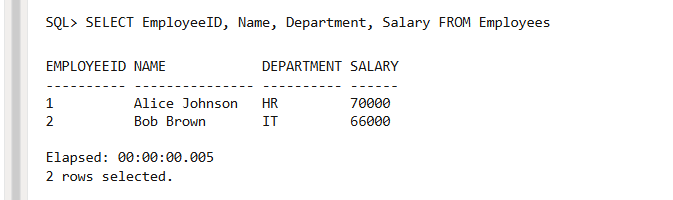 SQL> SELECT EmployeeID, Name, Department, Salary FROM Employees
EMPLOYEEID NAME            DEPARTMENT SALARY
---------- --------------- ---------- ------
1          Alice Johnson   HR         70000
2          Bob Brown       IT         66000
Elapsed: 00:00:00.005
2 rows selected.